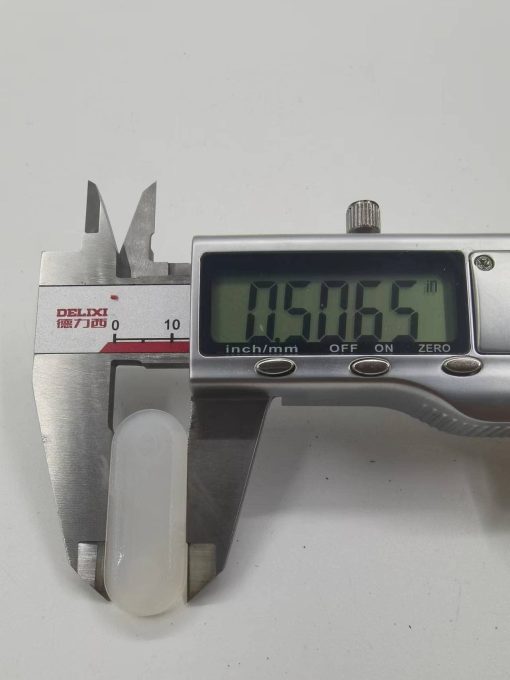 DELIXI
德力西
0 10
0.5065 in
inch/mm OFF ON ZERO